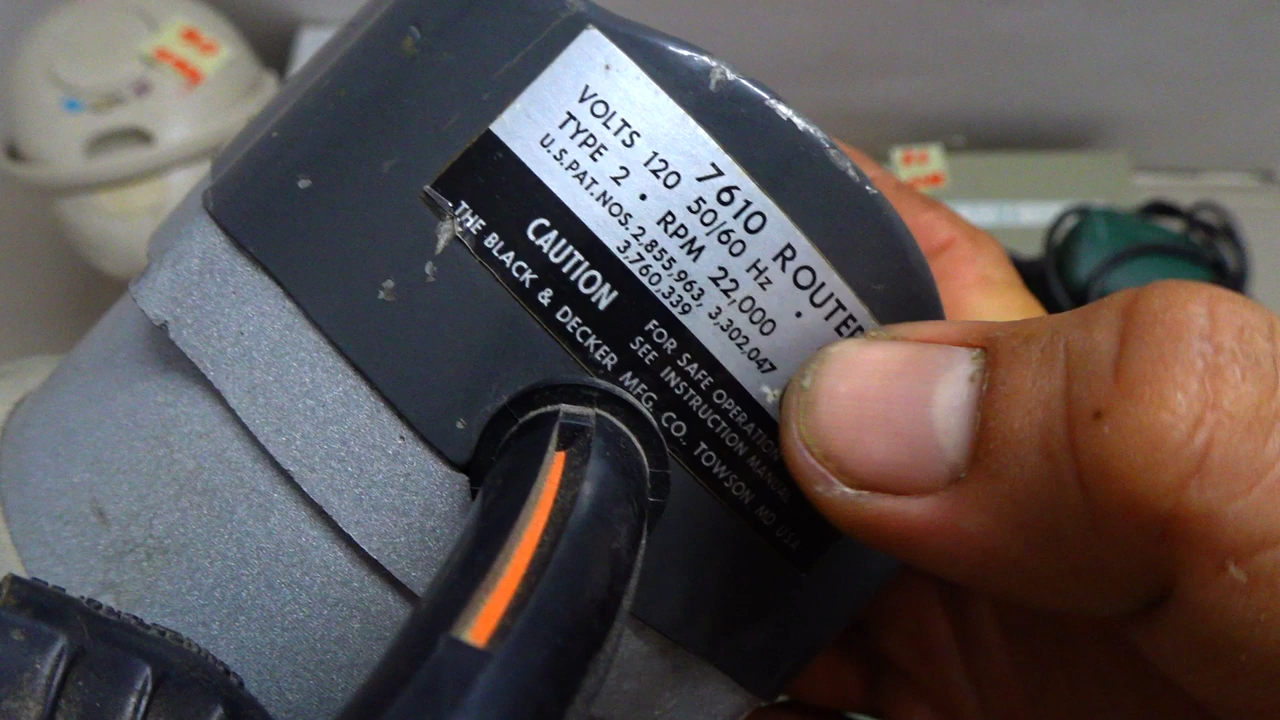 7610 ROUTER
VOLTS 120 50/60 Hz
TYPE 2 • RPM 22,000 •
U.S.PAT.NOS.2,855,963, 3,302,047
3,760,339
CAUTION
FOR SAFE OPERATION
SEE INSTRUCTION MANUAL
THE BLACK & DECKER MFG. CO., TOWSON MD USA